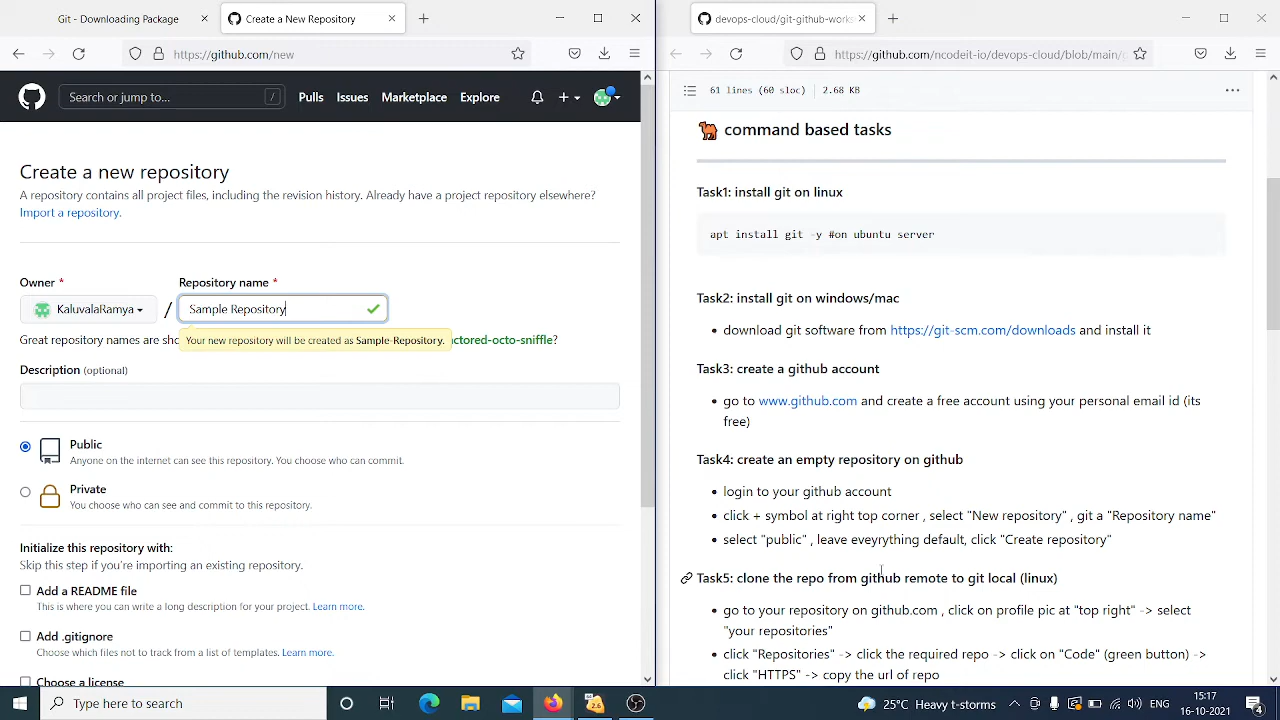 Git - Downloading Package
Create a New Repository
https://github.com/new
Search or jump to...
/
Pulls
Issues
Marketplace
Explore
Create a new repository
A repository contains all project files, including the revision history. Already have a project repository elsewhere?
Import a repository.
Owner *
Repository name *
KaluvalaRamya
/
Sample Repository
Great repository names are sho
Your new repository will be created as Sample-Repository.
ctored-octo-sniffle?
Description (optional)
Public
Anyone on the internet can see this repository. You choose who can commit.
Private
You choose who can see and commit to this repository.
Initialize this repository with:
Skip this step if you're importing an existing repository.
Add a README file
This is where you can write a long description for your project. Learn more.
Add .gitignore
Choose which files not to track from a list of templates. Learn more.
Choose a license
devops-cloud/git-github-works
https://github.com/ncodeit-io/devops-cloud/blob/main/g
61 lines (60 sloc)
2.68 KB
command based tasks
Task1: install git on linux
apt install git -y #on ubuntu server
Task2: install git on windows/mac
• download git software from https://git-scm.com/downloads and install it
Task3: create a github account
• go to www.github.com and create a free account using your personal email id (its
free)
Task4: create an empty repository on github
• login to your github account
• click + symbol at right top corner , select "New repository" , git a "Repository name"
• select "public" , leave eveyrything default, click "Create repository"
Task5: clone the repo from github remote to git local (linux)
• go to your repository on github.com , click on profile pic at "top right" -> select
"your repositories"
• click "Repositories" -> click the required repo -> click on "Code" (green button) ->
click "HTTPS" -> copy the url of repo
Type here to search
25°C Heavy t-storms
ENG
15:17
16-10-2021